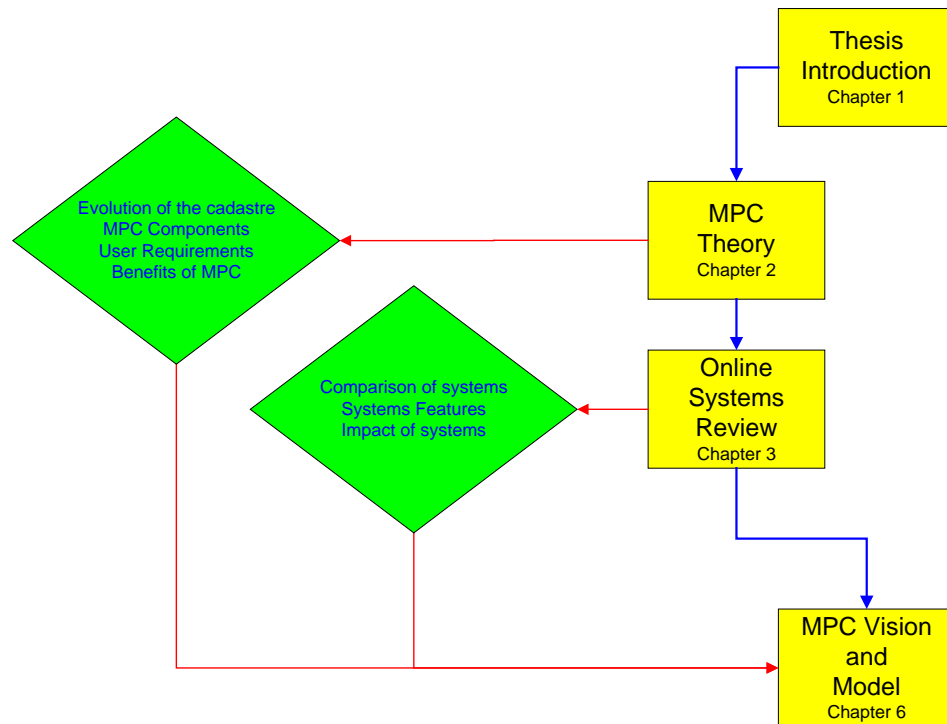 Thesis
Introduction
Chapter 1
Evolution of the cadastre
MPC Components
User Requirements
Benefits of MPC
MPC
Theory
Chapter 2
Comparison of systems
Systems Features
Impact of systems
Online
Systems
Review
Chapter 3
MPC Vision
and
Model
Chapter 6